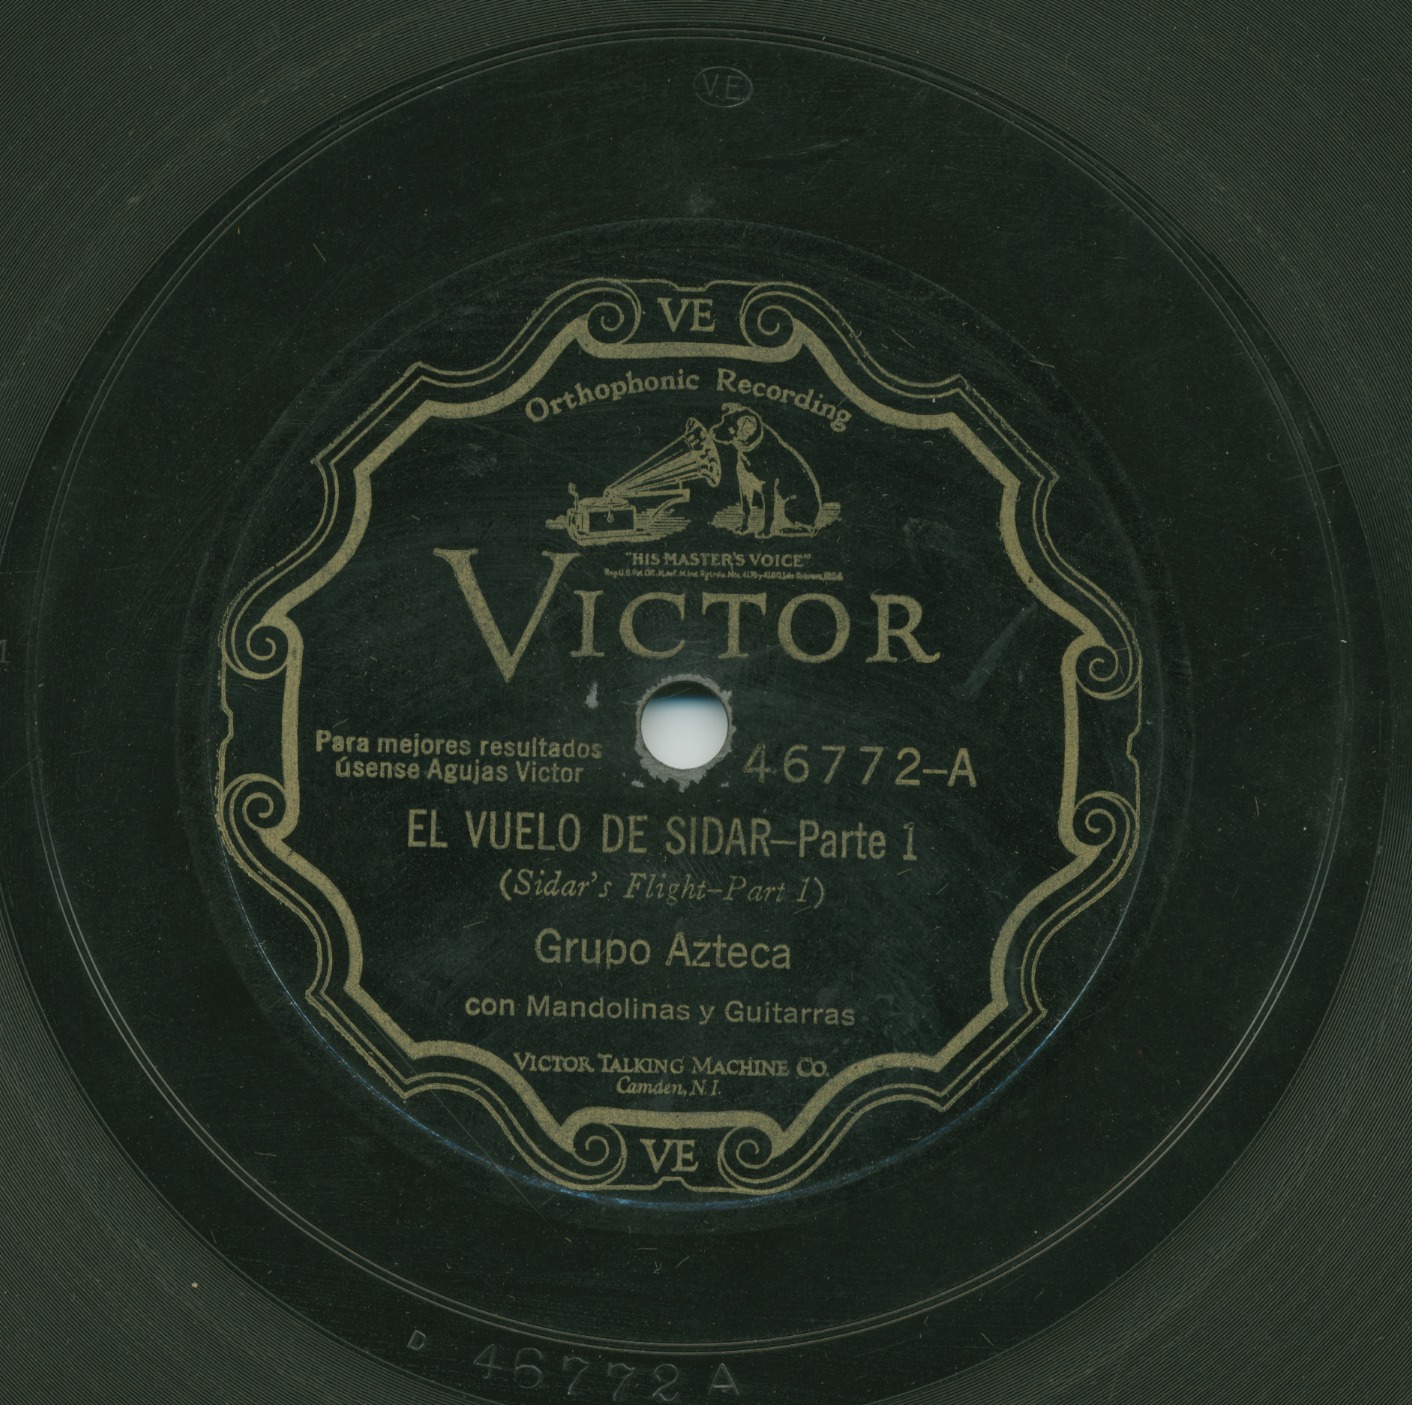 V.E.
VE
Orthophonic Recording
"HIS MASTER'S VOICE"
VICTOR
Para mejores resultados
úsense Agujas Victor
46772-A
EL VUELO DE SIDAR—Parte 1
(Sidar's Flight—Part 1)
Grupo Azteca
con Mandolinas y Guitarras
VICTOR TALKING MACHINE CO.
Camden, N.J.
VE
D 46772 A